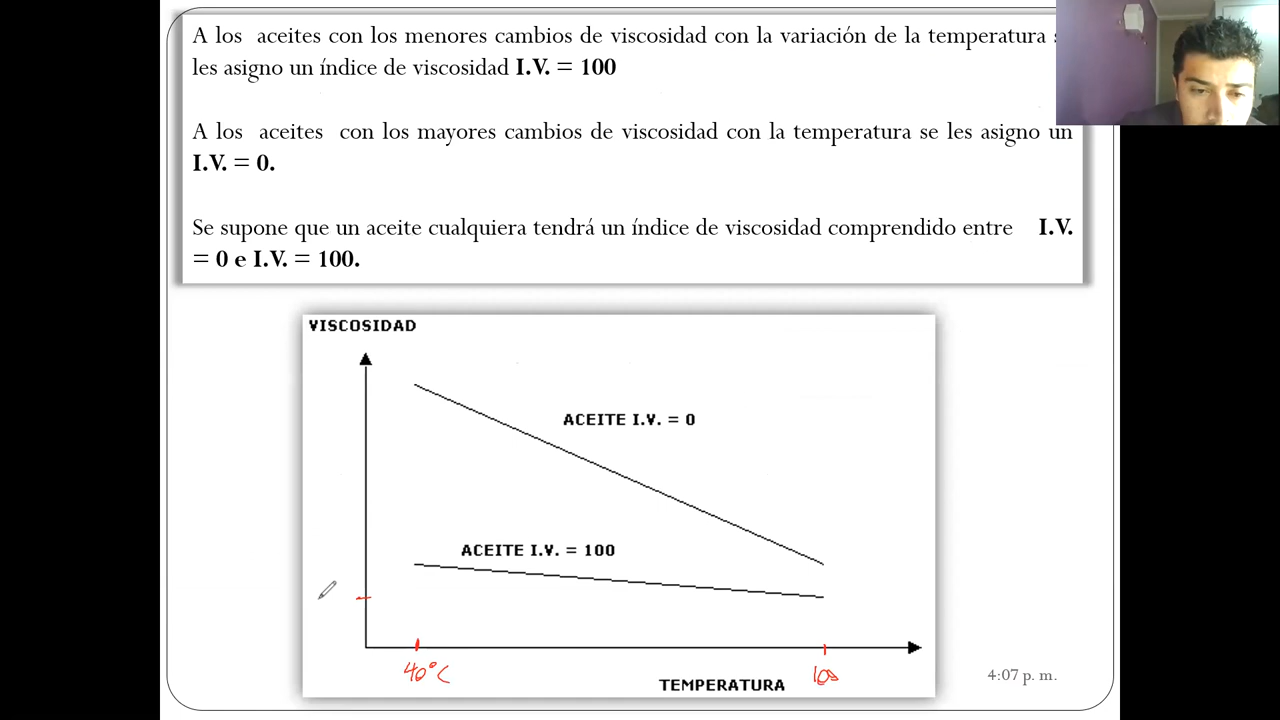 A los aceites con los menores cambios de viscosidad con la variación de la temperatura
les asigno un índice de viscosidad I.V. = 100
A los aceites con los mayores cambios de viscosidad con la temperatura se les asigno un
I.V. = 0.
Se supone que un aceite cualquiera tendrá un índice de viscosidad comprendido entre I.V.
= 0 e I.V. = 100.
VISCOSIDAD
ACEITE I.V. = 0
ACEITE I.V. = 100
40°C
100
TEMPERATURA
4:07 p. m.